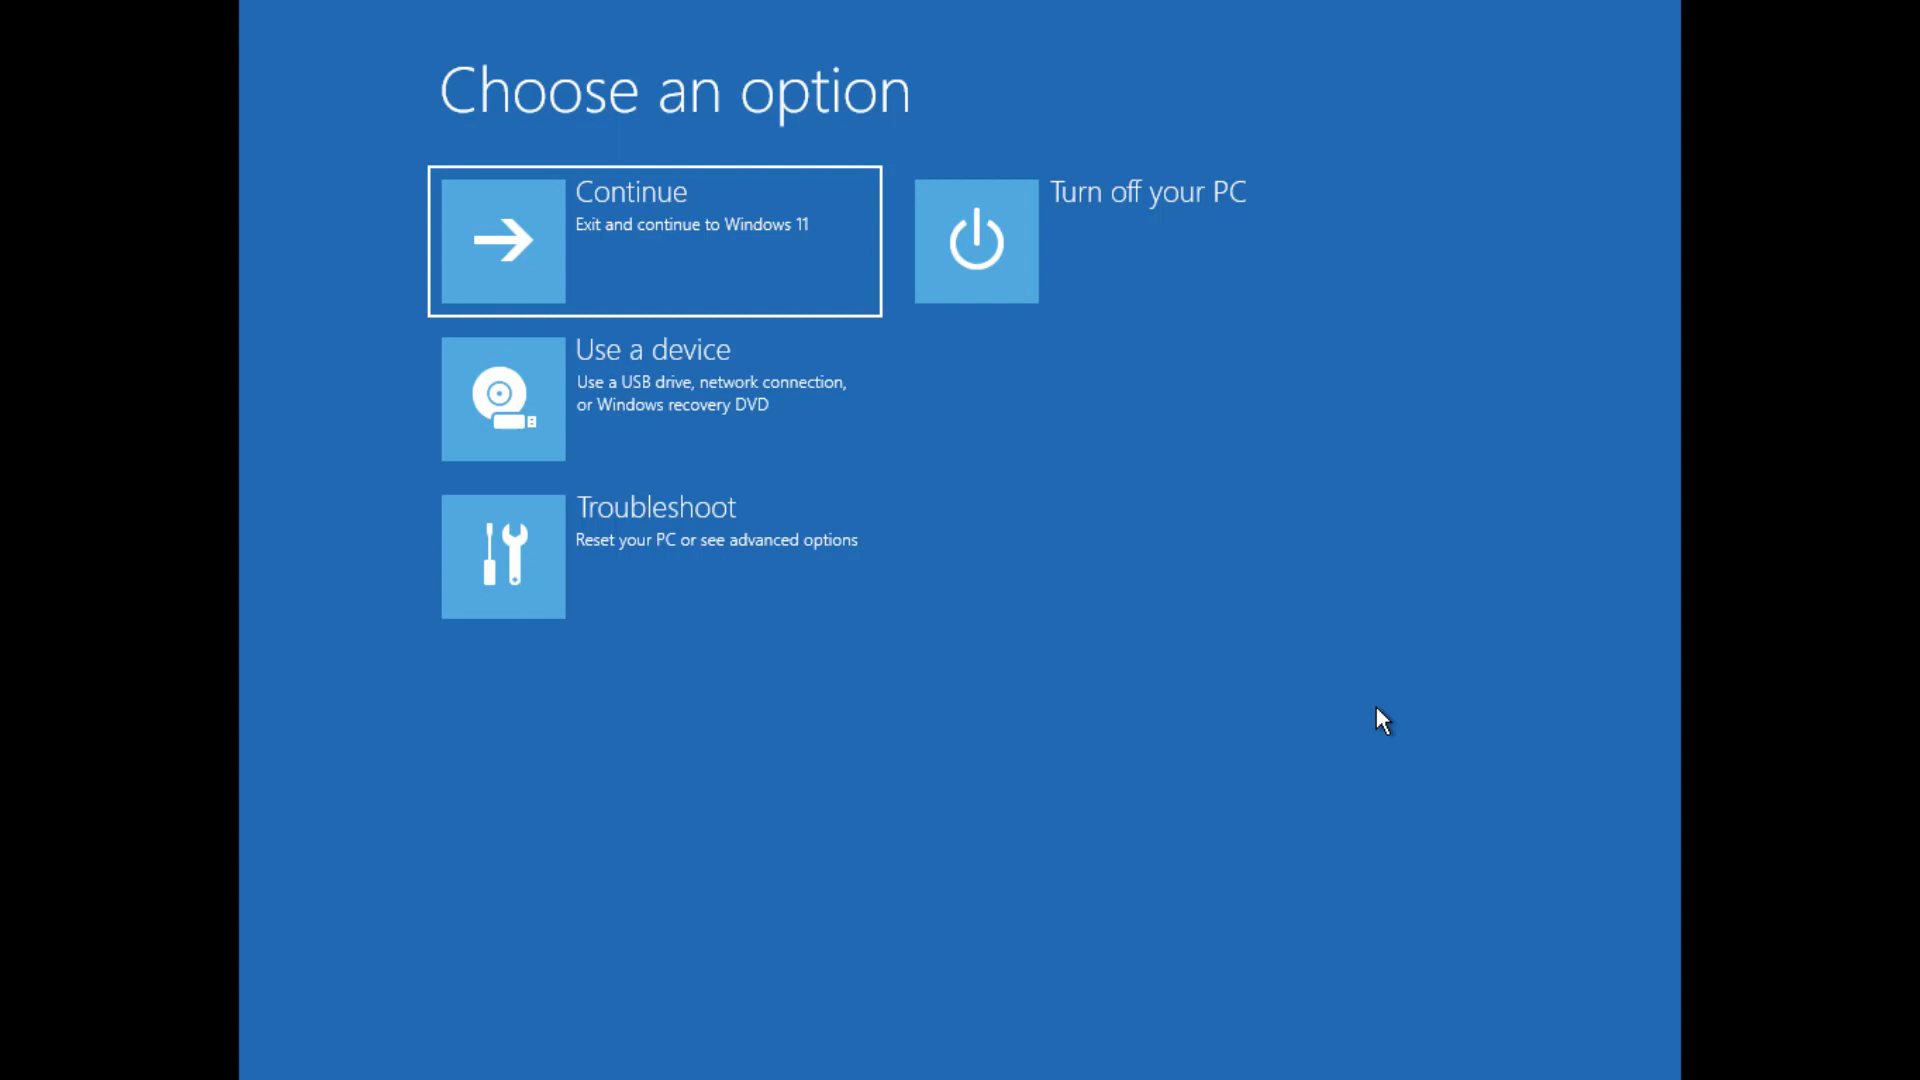 Choose an option
Continue
Exit and continue to Windows 11
Turn off your PC
Use a device
Use a USB drive, network connection,
or Windows recovery DVD
Troubleshoot
Reset your PC or see advanced options